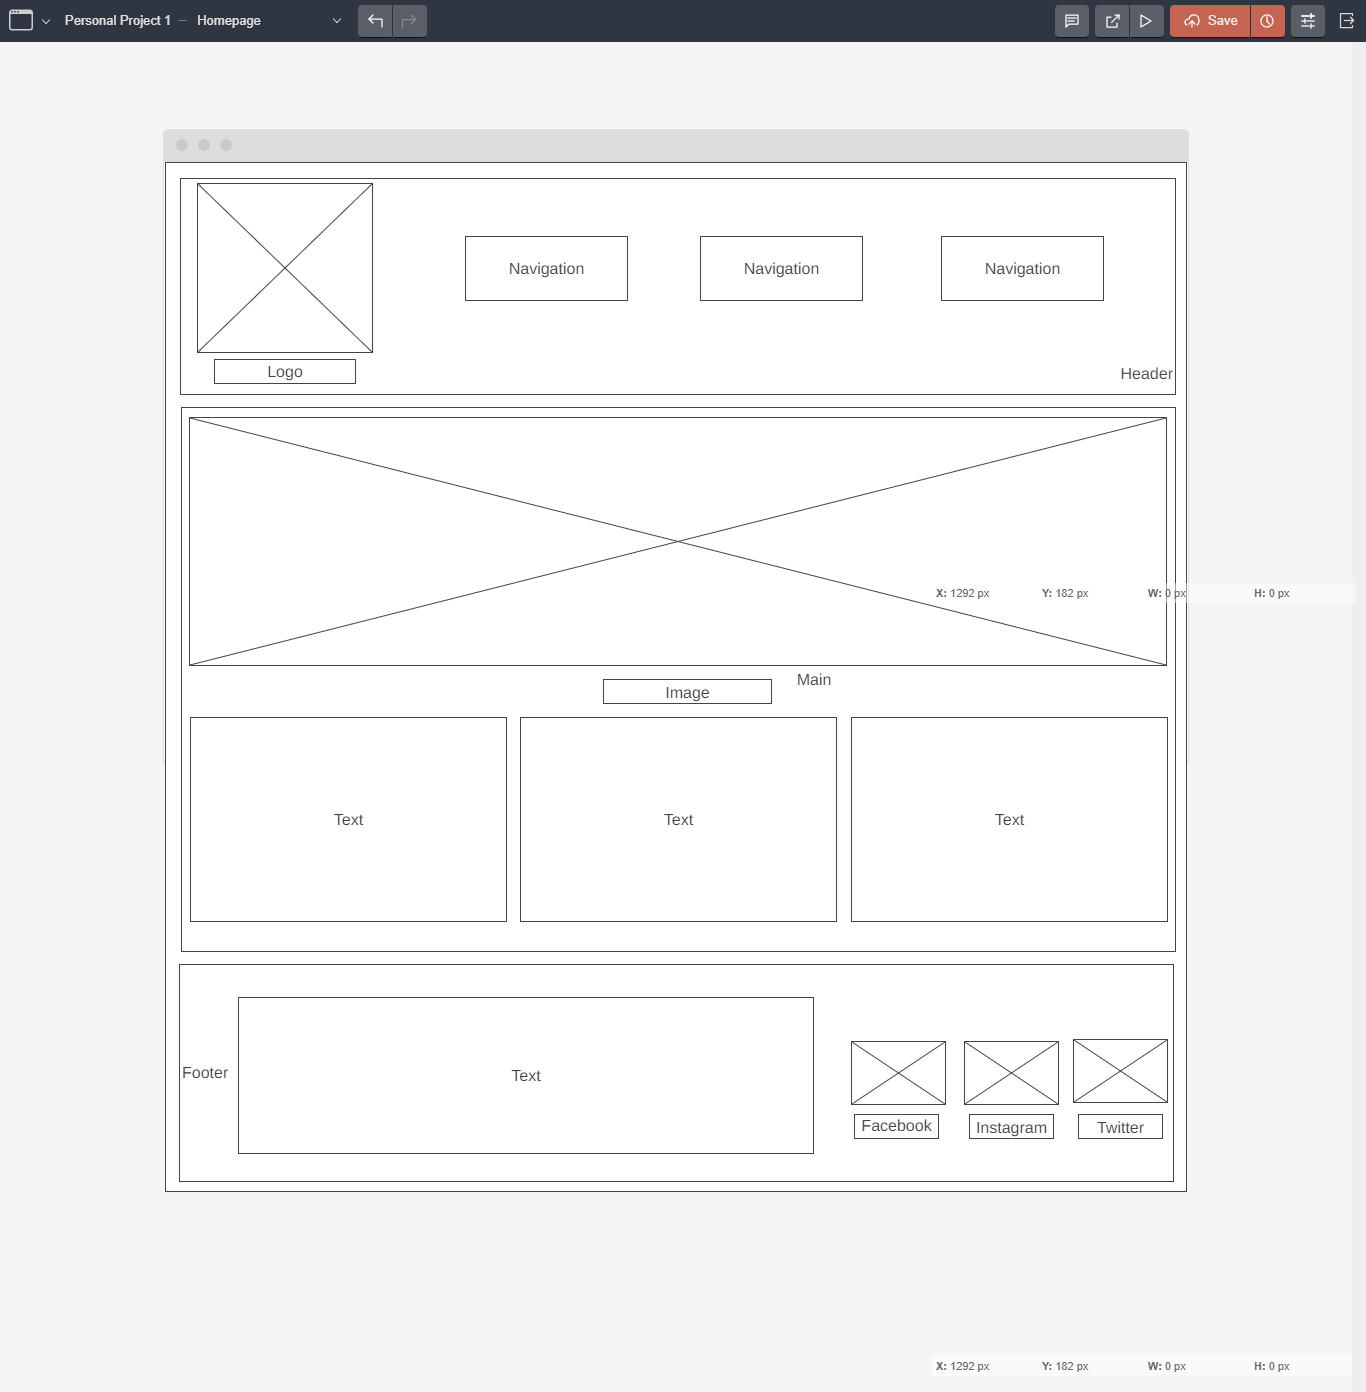 Personal Project 1 – Homepage
Save
Navigation
Navigation
Navigation
Logo
Header
X: 1292 px Y: 182 px W: 0 px H: 0 px
Main
Image
Text
Text
Text
Footer
Text
Facebook
Instagram
Twitter
X: 1292 px Y: 182 px W: 0 px H: 0 px